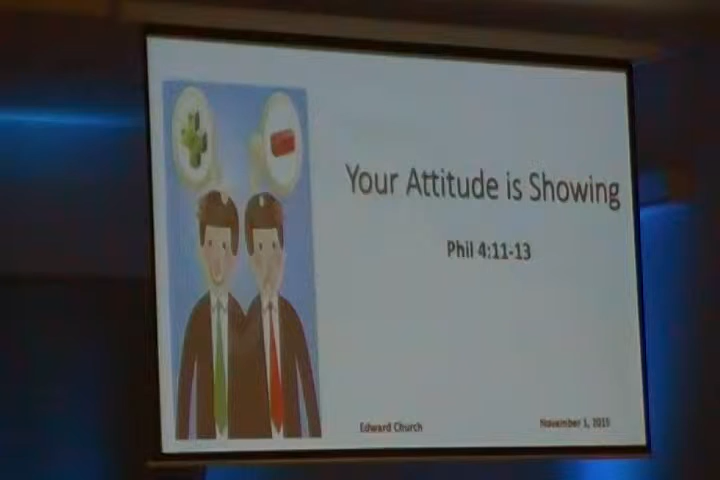 Your Attitude is Showing
Phil 4:11-13
Edward Church
November 1, 2015